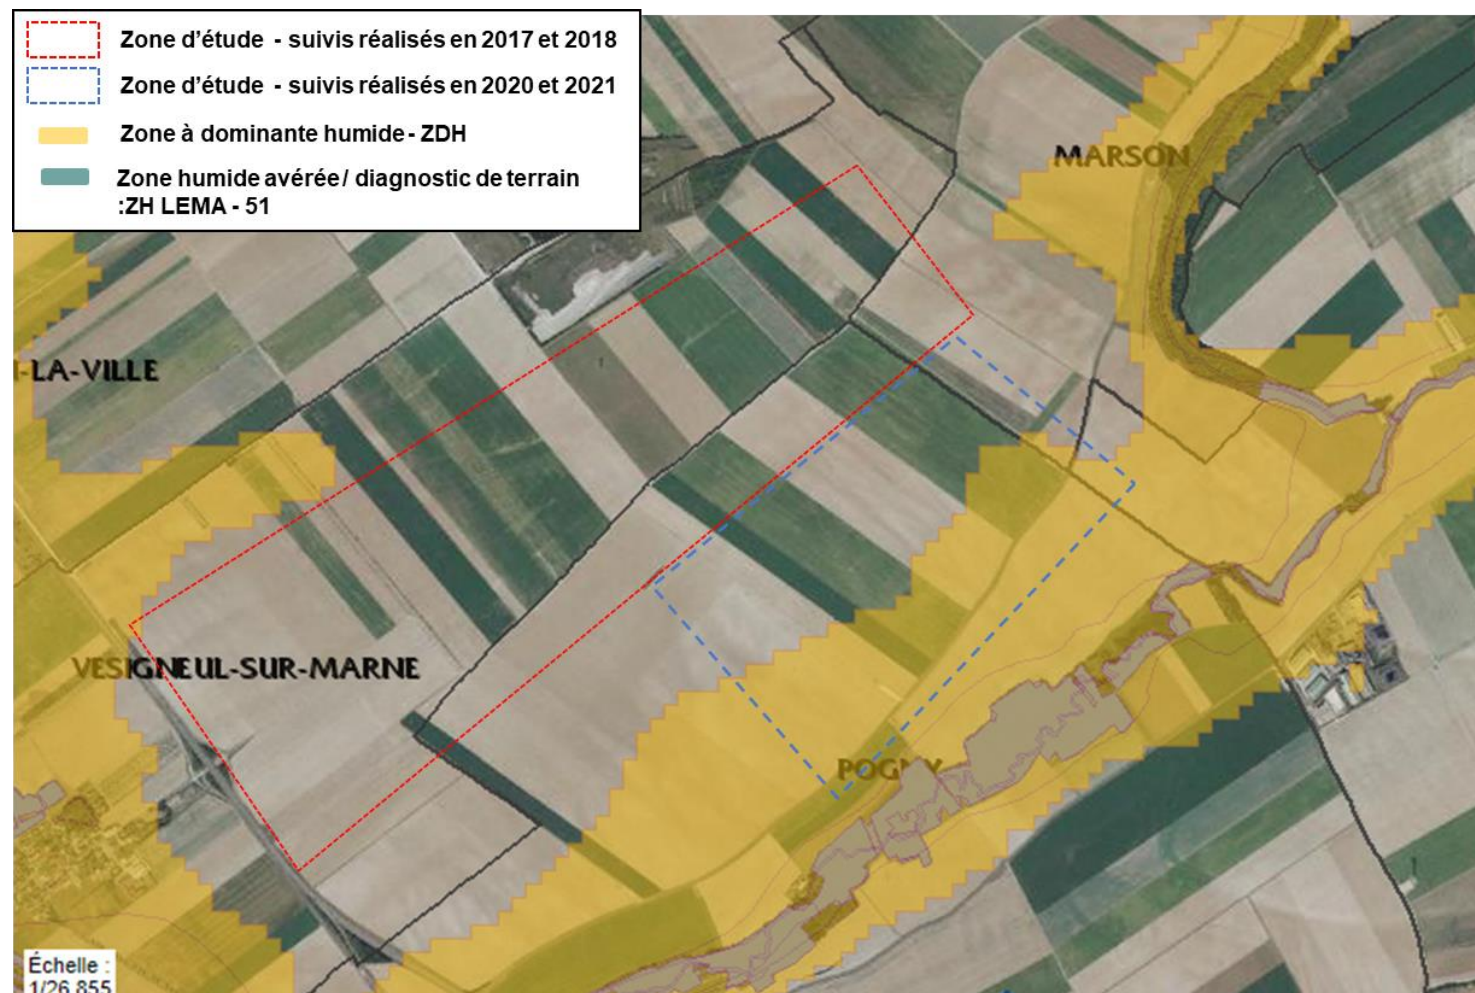 Zone d'étude - suivis réalisés en 2017 et 2018
Zone d'étude - suivis réalisés en 2020 et 2021
Zone à dominante humide - ZDH
Zone humide avérée / diagnostic de terrain
:ZH LEMA - 51
MARSON
-LA-VILLE
VESIGNEUL-SUR-MARNE
POGNY
Échelle :
1/26 855